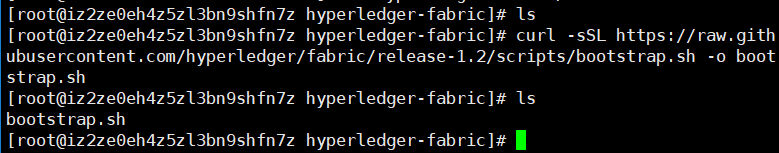 [root@iz2ze0eh4z5zl3bn9shfn7z hyperledger-fabric]# ls
[root@iz2ze0eh4z5zl3bn9shfn7z hyperledger-fabric]# curl -sSL https://raw.gith
ubusercontent.com/hyperledger/fabric/release-1.2/scripts/bootstrap.sh -o boot
strap.sh
[root@iz2ze0eh4z5zl3bn9shfn7z hyperledger-fabric]# ls
bootstrap.sh
[root@iz2ze0eh4z5zl3bn9shfn7z hyperledger-fabric]#